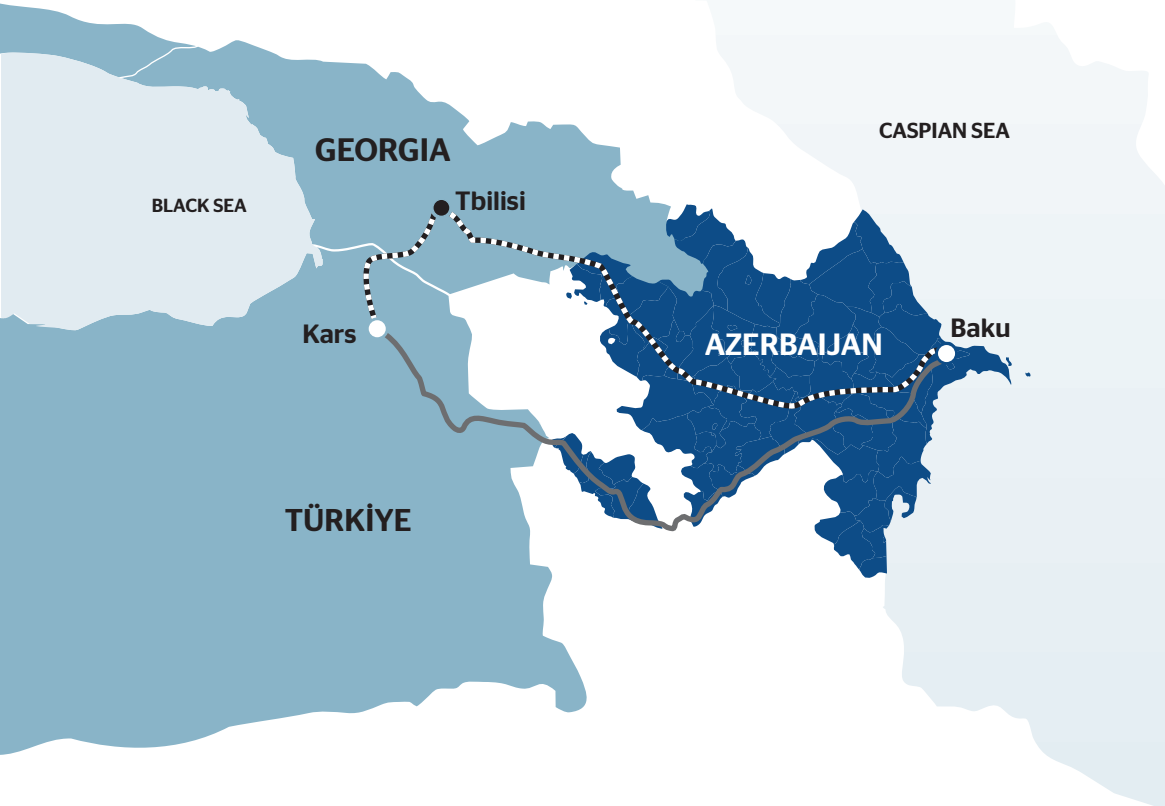 CASPIAN SEA
GEORGIA
Tbilisi
BLACK SEA
Baku
Kars
AZERBAIJAN
TÜRKİYE